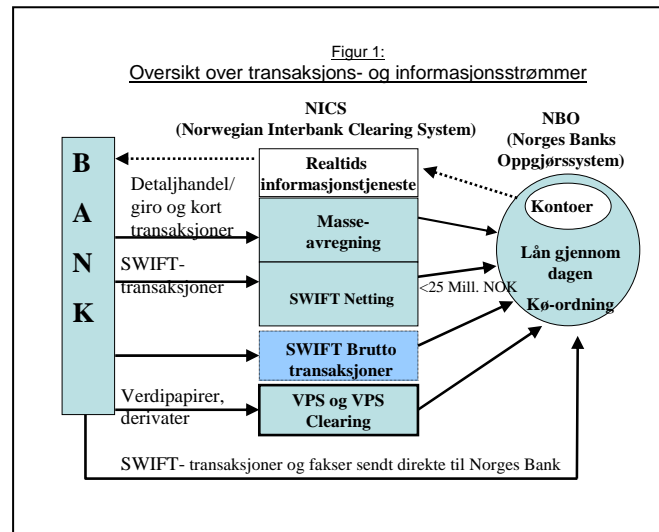 Figur 1:
Oversikt over transaksjons- og informasjonsstrømmer
NICS
(Norwegian Interbank Clearing System)
NBO
(Norges Banks
Oppgjørssystem)
B
A
N
K
Realtids
informasjonstjeneste
Detaljhandel/
giro og kort
transaksjoner
Masse-
avregning
Kontoer
Lån gjennom
dagen
Kø-ordning
SWIFT-
transaksjoner
SWIFT Netting
<25 Mill. NOK
SWIFT Brutto
transaksjoner
Verdipapirer,
derivater
VPS og VPS
Clearing
SWIFT- transaksjoner og fakser sendt direkte til Norges Bank